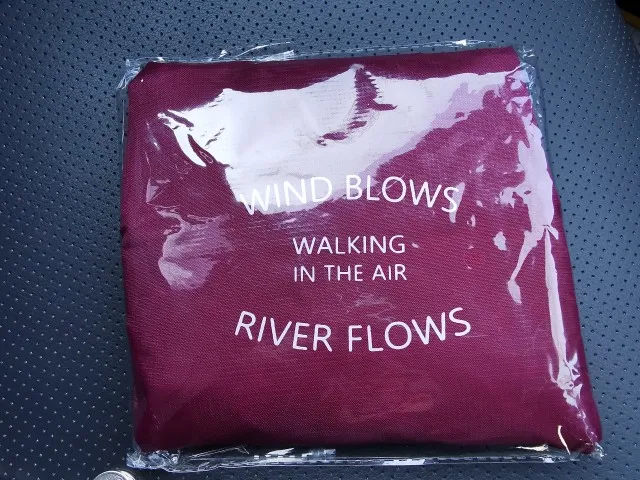 WIND BLOWS
WALKING
IN THE AIR
RIVER FLOWS